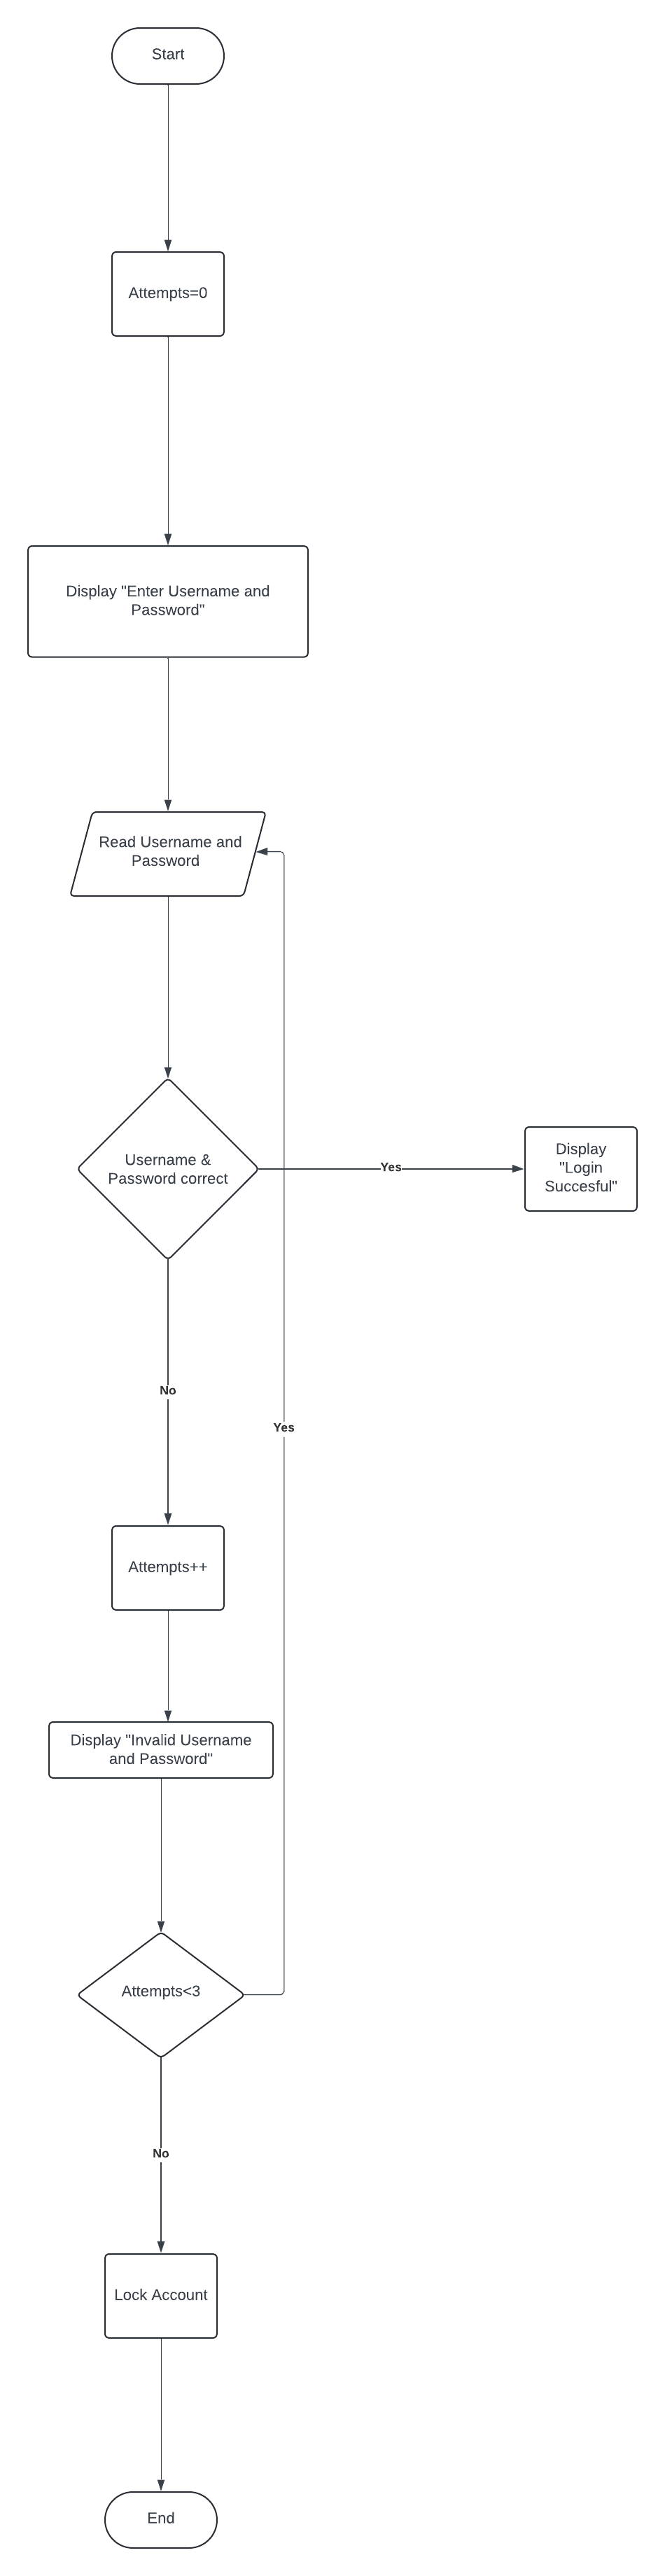 Start
Attempts=0
Display "Enter Username and
Password"
Read Username and
Password
Username &
Password correct
Yes
Display
"Login
Succesful"
No
Yes
Attempts++
Display "Invalid Username
and Password"
Attempts<3
No
Lock Account
End